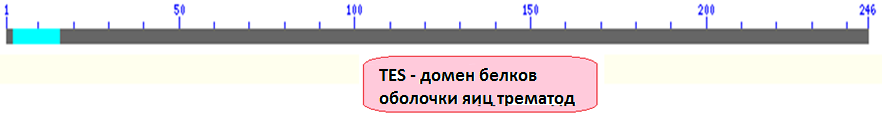 1 50 100 150 200 246
TES - домен белков
оболочки яиц трематод